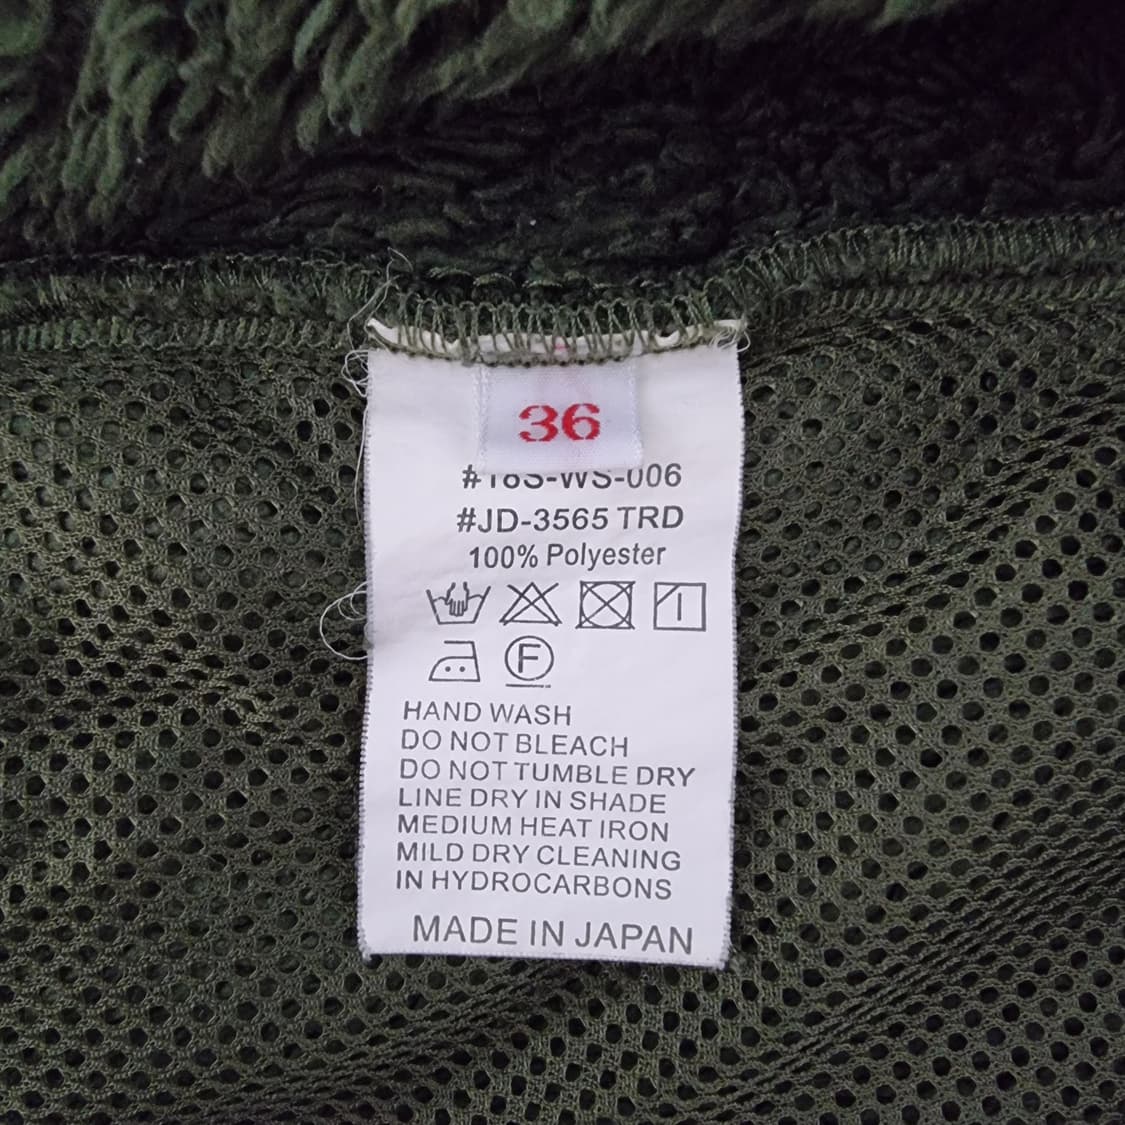 36
#18S-WS-006
#JD-3565 TRD
100% Polyester
F
HAND WASH
DO NOT BLEACH
DO NOT TUMBLE DRY
LINE DRY IN SHADE
MEDIUM HEAT IRON
MILD DRY CLEANING
IN HYDROCARBONS
MADE IN JAPAN